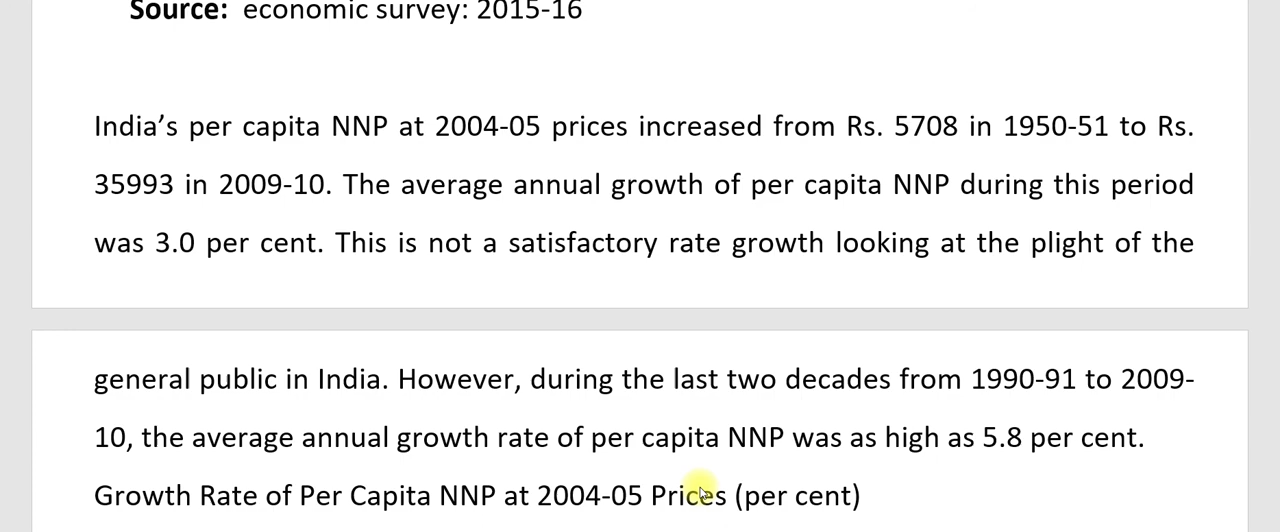 Source: economic survey: 2015-16
India’s per capita NNP at 2004-05 prices increased from Rs. 5708 in 1950-51 to Rs.
35993 in 2009-10. The average annual growth of per capita NNP during this period
was 3.0 per cent. This is not a satisfactory rate growth looking at the plight of the
general public in India. However, during the last two decades from 1990-91 to 2009-
10, the average annual growth rate of per capita NNP was as high as 5.8 per cent.
Growth Rate of Per Capita NNP at 2004-05 Prices (per cent)